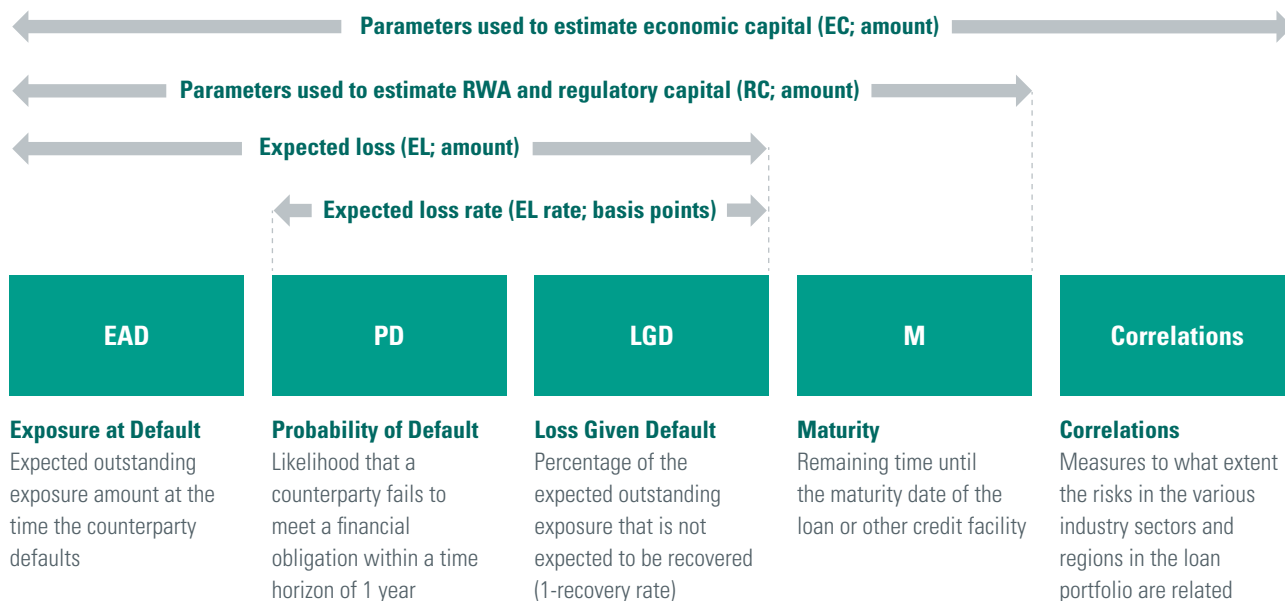 Parameters used to estimate economic capital (EC; amount)
Parameters used to estimate RWA and regulatory capital (RC; amount)
Expected loss (EL; amount)
Expected loss rate (EL rate; basis points)
EAD
PD
LGD
M
Correlations
Exposure at Default
Expected outstanding
exposure amount at the
time the counterparty
defaults
Probability of Default
Likelihood that a
counterparty fails to
meet a financial
obligation within a time
horizon of 1 year
Loss Given Default
Percentage of the
expected outstanding
exposure that is not
expected to be recovered
(1-recovery rate)
Maturity
Remaining time until
the maturity date of the
loan or other credit facility
Correlations
Measures to what extent
the risks in the various
industry sectors and
regions in the loan
portfolio are related